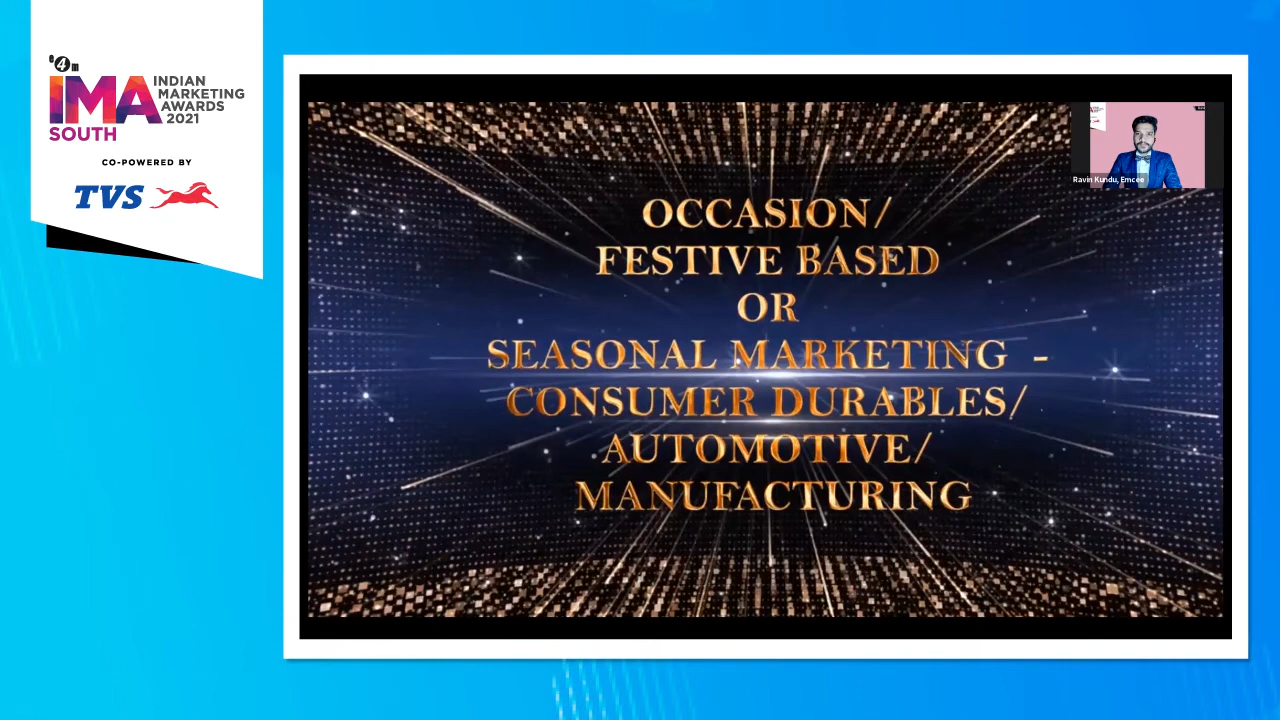 e4m
IMA INDIAN MARKETING AWARDS 2021
SOUTH
CO-POWERED BY
TVS
OCCASION/
FESTIVE BASED
OR
SEASONAL MARKETING -
CONSUMER DURABLES/
AUTOMOTIVE/
MANUFACTURING
Ravin Kundu, Emcee